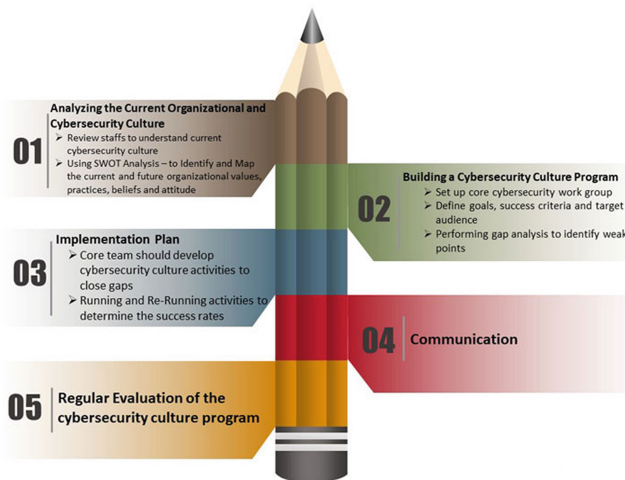 01
Analyzing the Current Organizational and
Cybersecurity Culture
➢ Review staffs to understand current
cybersecurity culture
➢ Using SWOT Analysis – to Identify and Map
the current and future organizational values,
practices, beliefs and attitude
02
Building a Cybersecurity Culture Program
➢ Set up core cybersecurity work group
➢ Define goals, success criteria and target
audience
➢ Performing gap analysis to identify weak
points
03
Implementation Plan
➢ Core team should develop
cybersecurity culture activities to
close gaps
➢ Running and Re-Running activities to
determine the success rates
04
Communication
05
Regular Evaluation of the
cybersecurity culture program